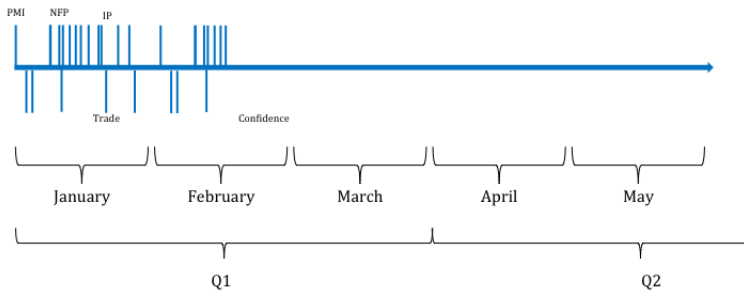 PMI NFP IP
Trade Confidence
January February March April May
Q1 Q2